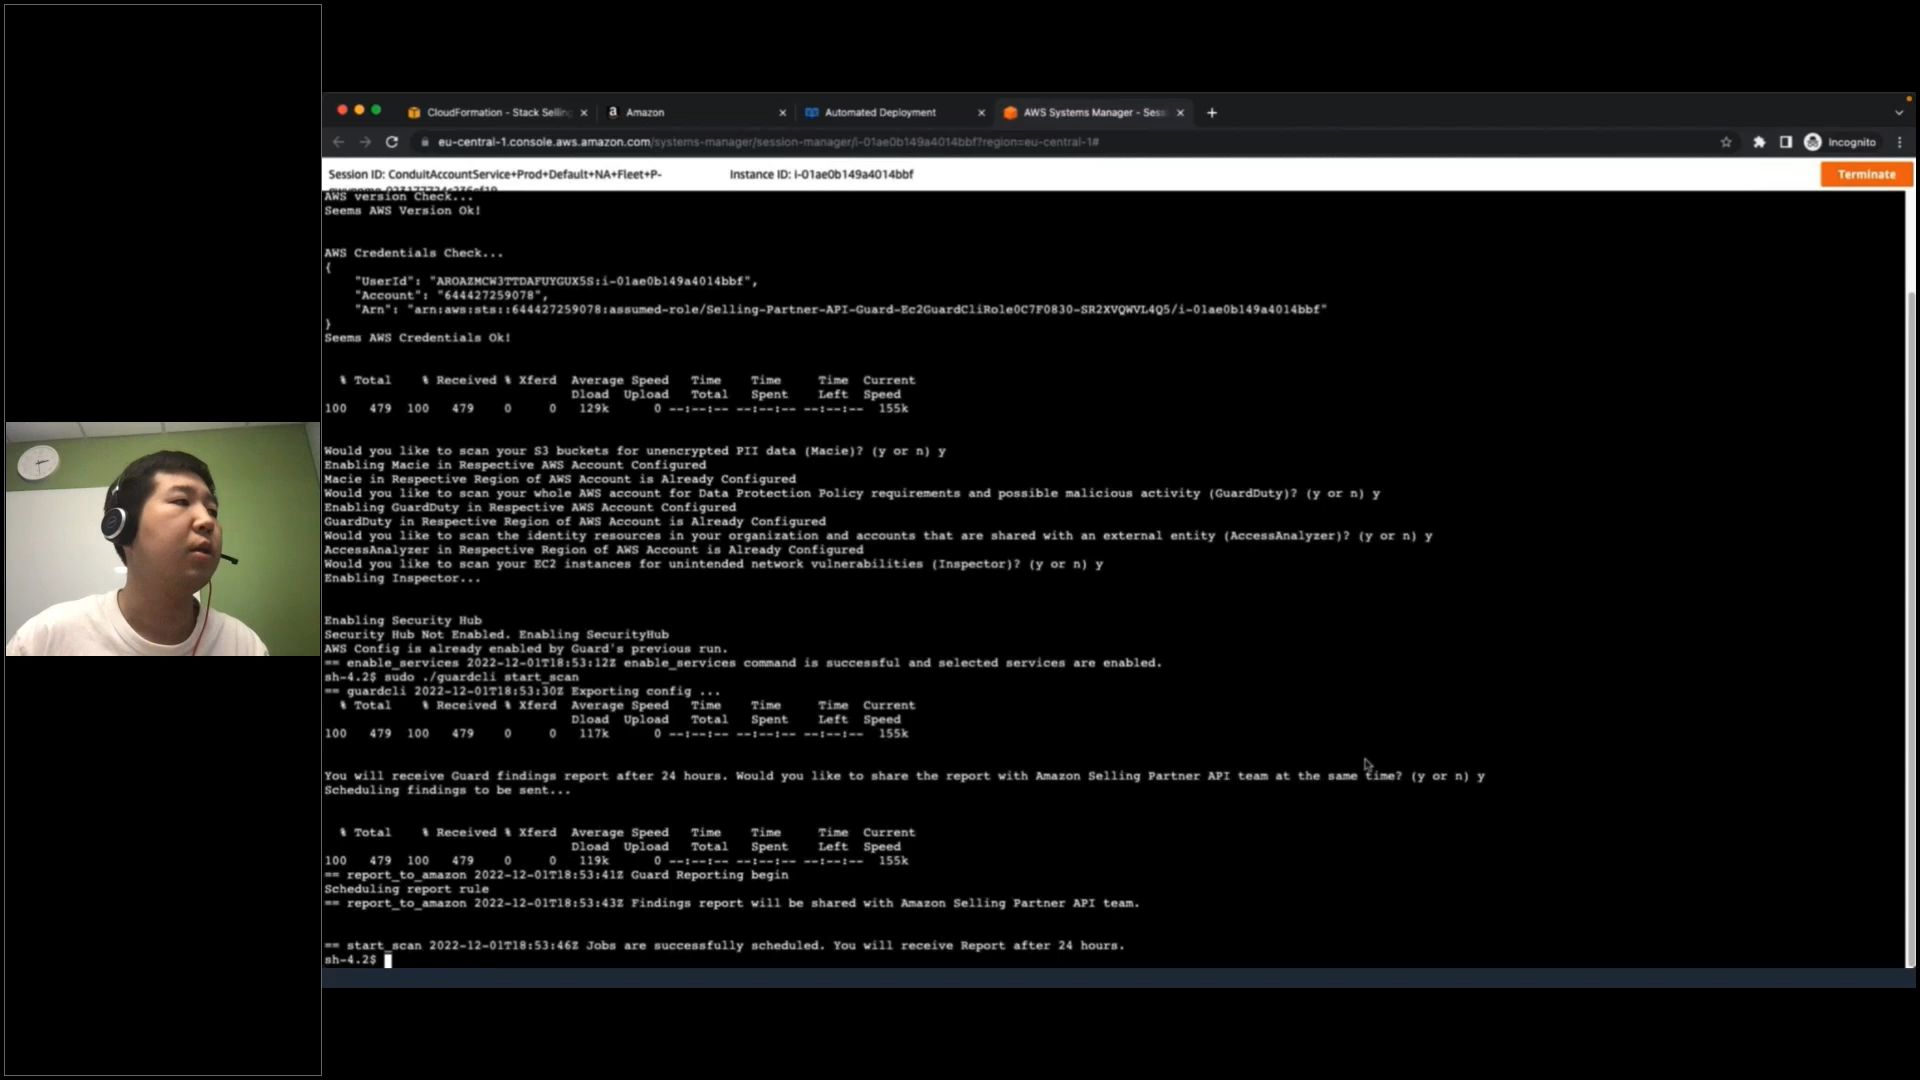 CloudFormation - Stack Selling
Amazon
Automated Deployment
AWS Systems Manager - Sess
eu-central-1.console.aws.amazon.com/systems-manager/session-manager/i-01ae0b149a4014bbf?region=eu-central-1#
Incognito
Session ID: ConduitAccountService+Prod+Default+NA+Fleet+P-
Instance ID: i-01ae0b149a4014bbf
Terminate
AWS version Check...
Seems AWS Version Ok!
AWS Credentials Check...
{
"UserId": "AROAZMCW3TTDAFUYGUX5S:i-01ae0b149a4014bbf",
"Account": "644427259078",
"Arn": "arn:aws:sts::644427259078:assumed-role/Selling-Partner-API-Guard-Ec2GuardCliRole0C7F0830-SR2XVQWVL4Q5/i-01ae0b149a4014bbf"
}
Seems AWS Credentials Ok!
% Total % Received % Xferd Average Speed Time Time Time Current
Dload Upload Total Spent Left Speed
100 479 100 479 0 0 129k 0 --:--:-- --:--:-- --:--:-- 155k
Would you like to scan your S3 buckets for unencrypted PII data (Macie)? (y or n) y
Enabling Macie in Respective AWS Account Configured
Macie in Respective Region of AWS Account is Already Configured
Would you like to scan your whole AWS account for Data Protection Policy requirements and possible malicious activity (GuardDuty)? (y or n) y
Enabling GuardDuty in Respective AWS Account Configured
GuardDuty in Respective Region of AWS Account is Already Configured
Would you like to scan the identity resources in your organization and accounts that are shared with an external entity (AccessAnalyzer)? (y or n) y
AccessAnalyzer in Respective Region of AWS Account is Already Configured
Would you like to scan your EC2 instances for unintended network vulnerabilities (Inspector)? (y or n) y
Enabling Inspector...
Enabling Security Hub
Security Hub Not Enabled. Enabling SecurityHub
AWS Config is already enabled by Guard's previous run.
== enable_services 2022-12-01T18:53:12Z enable_services command is successful and selected services are enabled.
sh-4.2$ sudo ./guardcli start_scan
== guardcli 2022-12-01T18:53:30Z Exporting config ...
% Total % Received % Xferd Average Speed Time Time Time Current
Dload Upload Total Spent Left Speed
100 479 100 479 0 0 117k 0 --:--:-- --:--:-- --:--:-- 155k
You will receive Guard findings report after 24 hours. Would you like to share the report with Amazon Selling Partner API team at the same time? (y or n) y
Scheduling findings to be sent...
% Total % Received % Xferd Average Speed Time Time Time Current
Dload Upload Total Spent Left Speed
100 479 100 479 0 0 119k 0 --:--:-- --:--:-- --:--:-- 155k
== report_to_amazon 2022-12-01T18:53:41Z Guard Reporting begin
Scheduling report rule
== report_to_amazon 2022-12-01T18:53:43Z Findings report will be shared with Amazon Selling Partner API team.
== start_scan 2022-12-01T18:53:46Z Jobs are successfully scheduled. You will receive Report after 24 hours.
sh-4.2$